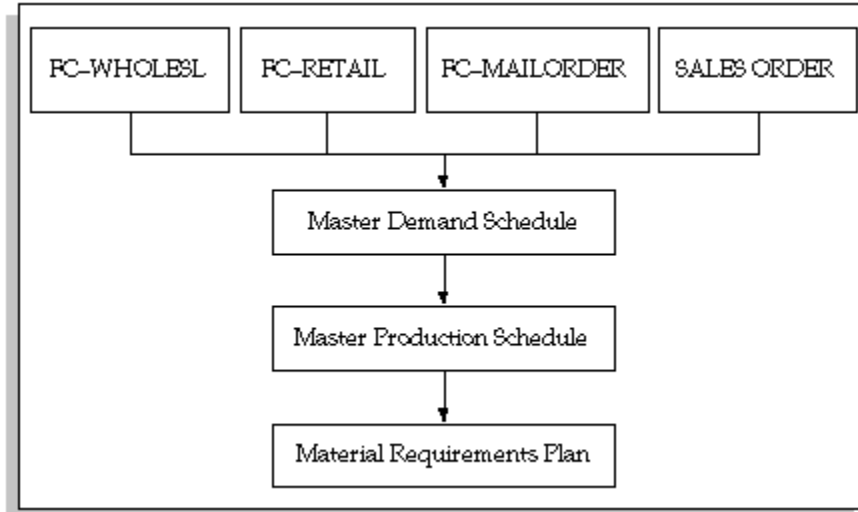 FC-WHOLESL
FC-RETAIL
FC-MAILORDER
SALES ORDER
Master Demand Schedule
Master Production Schedule
Material Requirements Plan